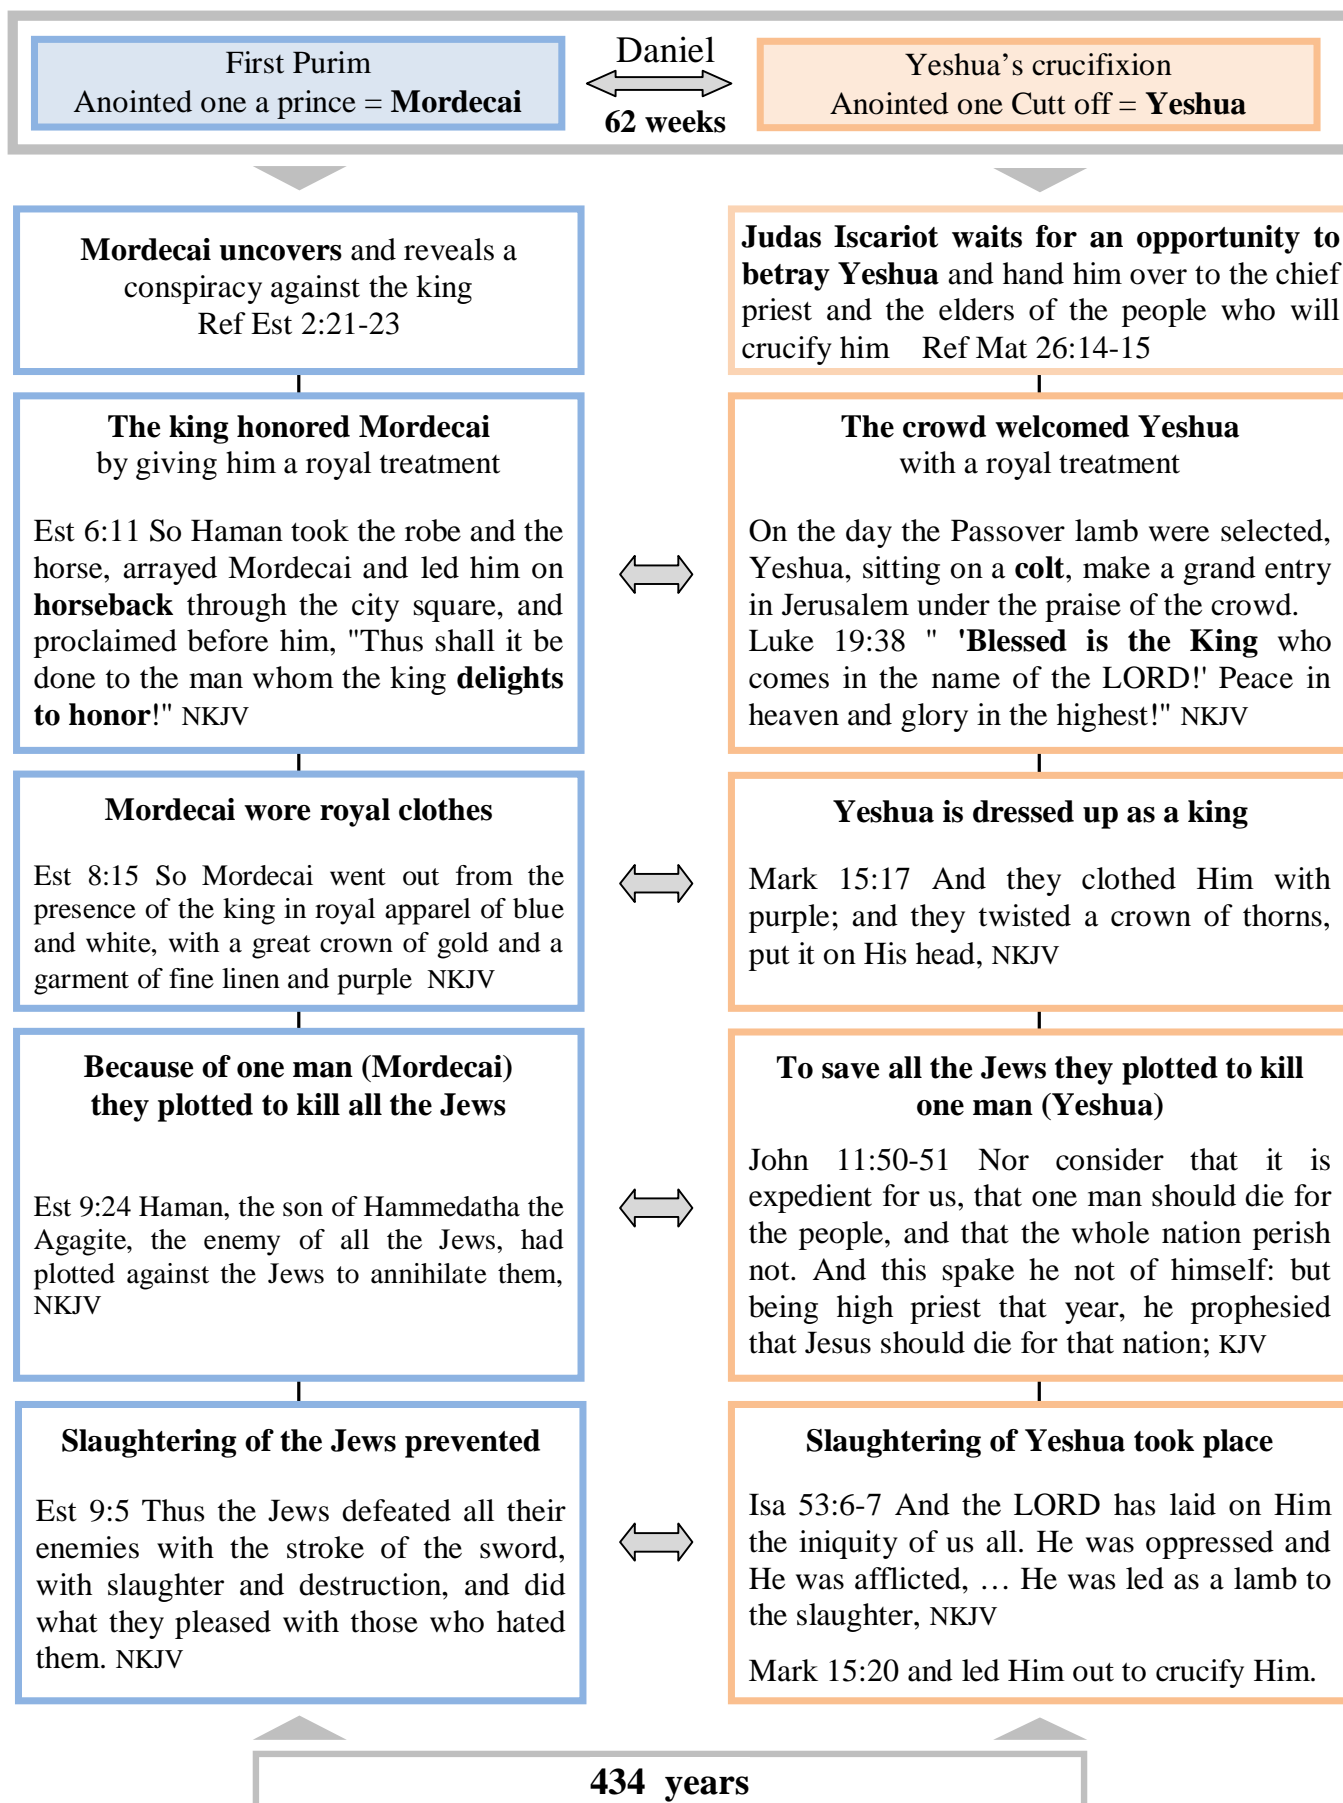 First Purim
Anointed one a prince = Mordecai
Daniel
62 weeks
Yeshua's crucifixion
Anointed one Cutt off = Yeshua
Mordecai uncovers and reveals a
conspiracy against the king
Ref Est 2:21-23
Judas Iscariot waits for an opportunity to
betray Yeshua and hand him over to the chief
priest and the elders of the people who will
crucify him Ref Mat 26:14-15
The king honored Mordecai
by giving him a royal treatment
Est 6:11 So Haman took the robe and the
horse, arrayed Mordecai and led him on
horseback through the city square, and
proclaimed before him, "Thus shall it be
done to the man whom the king delights
to honor!" NKJV
The crowd welcomed Yeshua
with a royal treatment
On the day the Passover lamb were selected,
Yeshua, sitting on a colt, make a grand entry
in Jerusalem under the praise of the crowd.
Luke 19:38 " 'Blessed is the King who
comes in the name of the LORD!' Peace in
heaven and glory in the highest!" NKJV
Mordecai wore royal clothes
Est 8:15 So Mordecai went out from the
presence of the king in royal apparel of blue
and white, with a great crown of gold and a
garment of fine linen and purple NKJV
Yeshua is dressed up as a king
Mark 15:17 And they clothed Him with
purple; and they twisted a crown of thorns,
put it on His head, NKJV
Because of one man (Mordecai)
they plotted to kill all the Jews
Est 9:24 Haman, the son of Hammedatha the
Agagite, the enemy of all the Jews, had
plotted against the Jews to annihilate them,
NKJV
To save all the Jews they plotted to kill
one man (Yeshua)
John 11:50-51 Nor consider that it is
expedient for us, that one man should die for
the people, and that the whole nation perish
not. And this spake he not of himself: but
being high priest that year, he prophesied
that Jesus should die for that nation; KJV
Slaughtering of the Jews prevented
Est 9:5 Thus the Jews defeated all their
enemies with the stroke of the sword,
with slaughter and destruction, and did
what they pleased with those who hated
them. NKJV
Slaughtering of Yeshua took place
Isa 53:6-7 And the LORD has laid on Him
the iniquity of us all. He was oppressed and
He was afflicted, … He was led as a lamb to
the slaughter, NKJV
Mark 15:20 and led Him out to crucify Him.
434 years